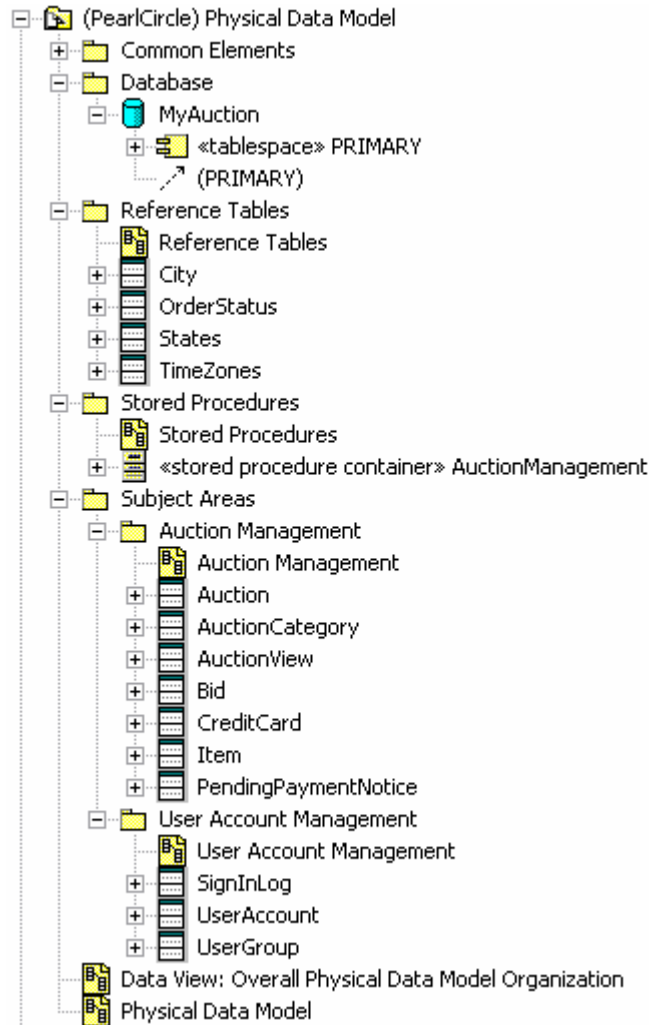 (PearlCircle) Physical Data Model
Common Elements
Database
MyAuction
«tablespace» PRIMARY
(PRIMARY)
Reference Tables
Reference Tables
City
OrderStatus
States
TimeZones
Stored Procedures
Stored Procedures
«stored procedure container» AuctionManagement
Subject Areas
Auction Management
Auction Management
Auction
AuctionCategory
AuctionView
Bid
CreditCard
Item
PendingPaymentNotice
User Account Management
User Account Management
SignInLog
UserAccount
UserGroup
Data View: Overall Physical Data Model Organization
Physical Data Model